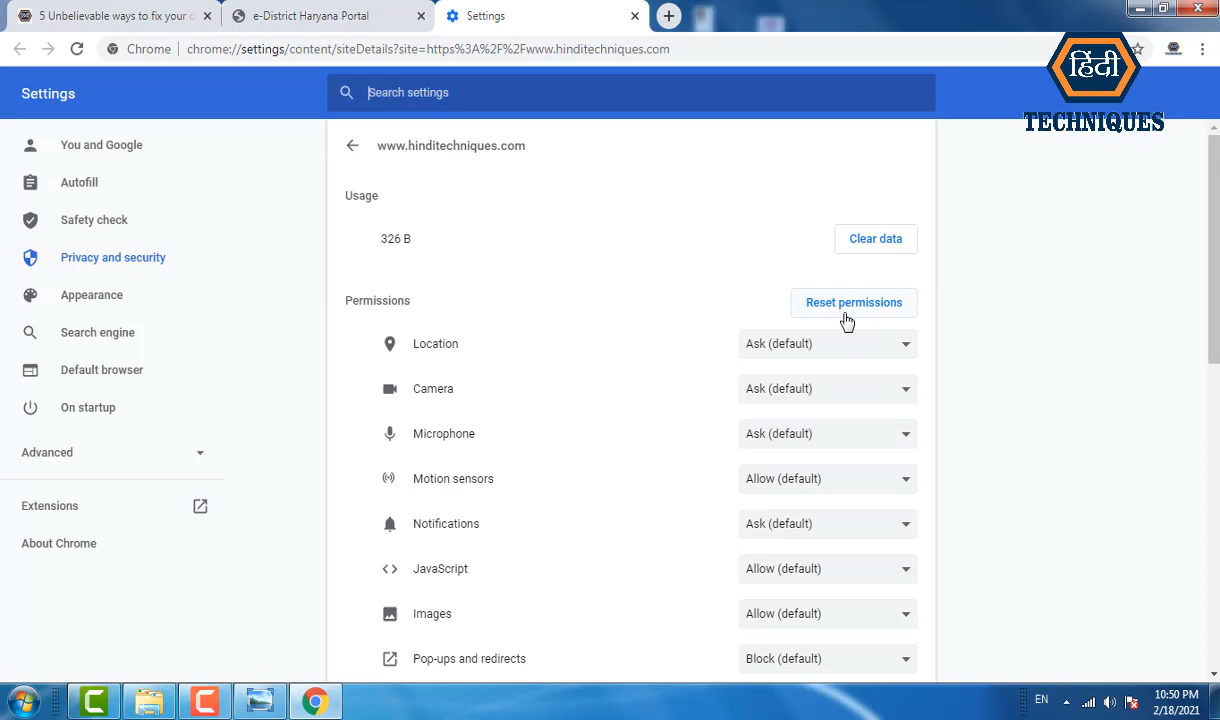 5 Unbelievable ways to fix your c
e-District Haryana Portal
Settings
Chrome
chrome://settings/content/siteDetails?site=https%3A%2F%2Fwww.hinditechniques.com
हिंदी
TECHNIQUES
Settings
Search settings
You and Google
Autofill
Safety check
Privacy and security
Appearance
Search engine
Default browser
On startup
Advanced
Extensions
About Chrome
www.hinditechniques.com
Usage
326 B
Clear data
Permissions
Reset permissions
Location
Ask (default)
Camera
Ask (default)
Microphone
Ask (default)
Motion sensors
Allow (default)
Notifications
Ask (default)
JavaScript
Allow (default)
Images
Allow (default)
Pop-ups and redirects
Block (default)
EN
10:50 PM
2/18/2021